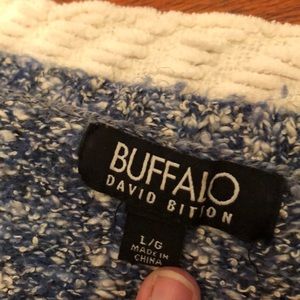 BUFFALO
DAVID BITTON
L/G
MADE IN
CHINA